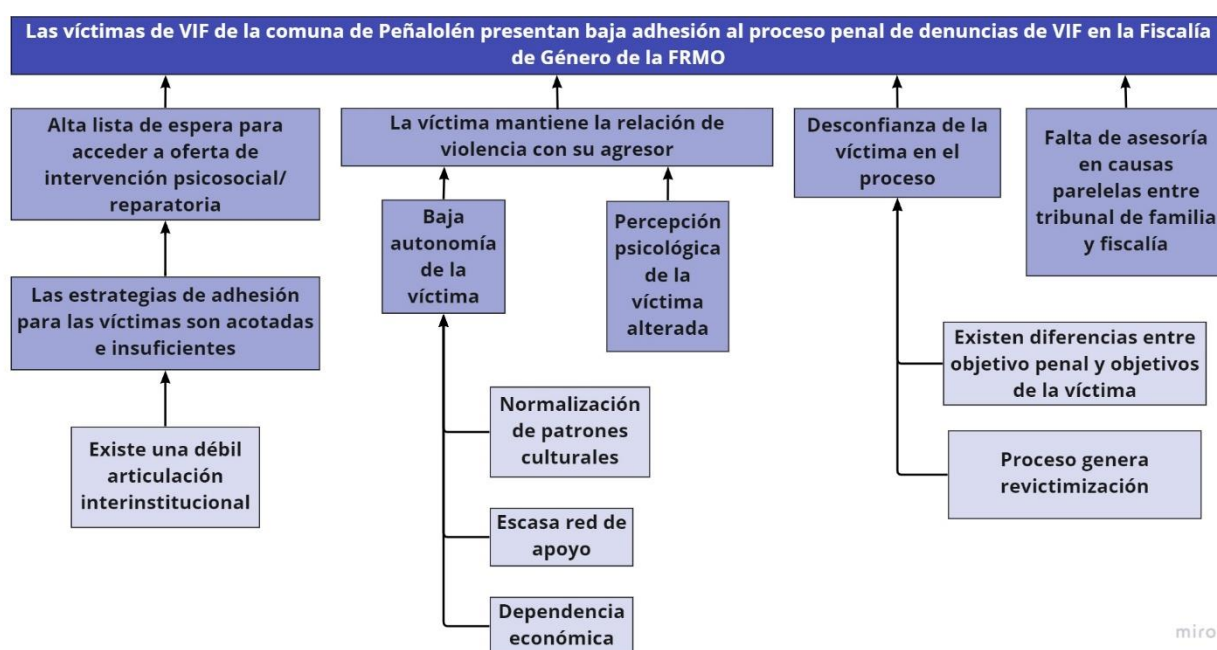 Las víctimas de VIF de la comuna de Peñalolén presentan baja adhesión al proceso penal de denuncias de VIF en la Fiscalía
de Género de la FRMO
Alta lista de espera para
acceder a oferta de
intervención psicosocial/
reparatoria
La víctima mantiene la relación de
violencia con su agresor
Desconfianza de la
víctima en el
proceso
Falta de asesoría
en causas
parelelas entre
tribunal de familia
y fiscalía
Baja
autonomía
de la
víctima
Percepción
psicológica
de la
víctima
alterada
Las estrategias de adhesión
para las víctimas son acotadas
e insuficientes
Existen diferencias entre
objetivo penal y objetivos
de la víctima
Normalización
de patrones
culturales
Existe una débil
articulación
interinstitucional
Proceso genera
revictimización
Escasa red de
apoyo
Dependencia
económica
miro